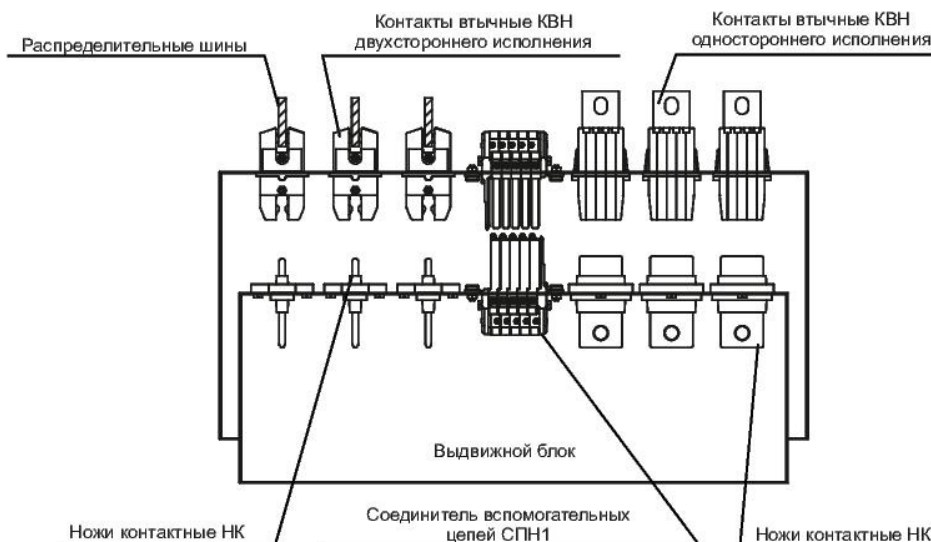 Распределительные шины
Контакты втычные КВН
двухстороннего исполнения
Контакты втычные КВН
одностороннего исполнения
Выдвижной блок
Ножи контактные НК
Соединитель вспомогательных
цепей СПН1
Ножи контактные НК